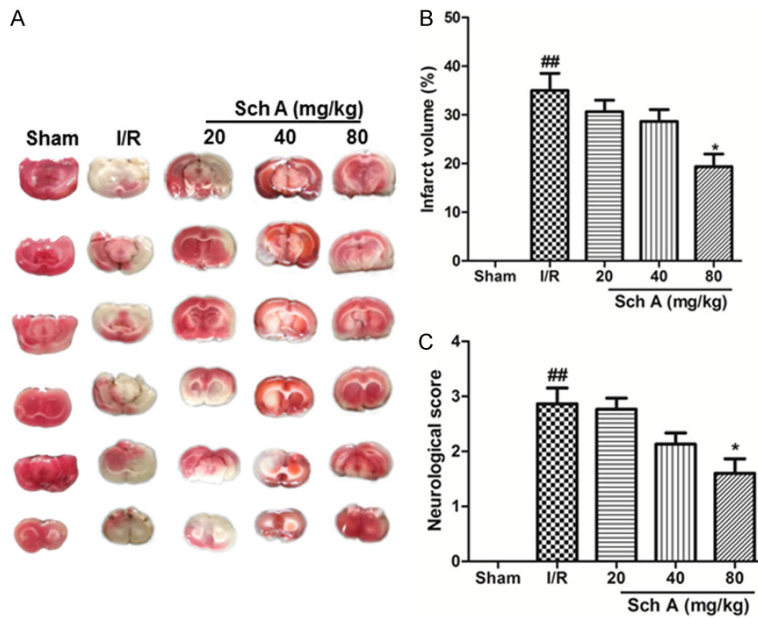 A
Sch A (mg/kg)
Sham I/R 20 40 80
B
Infarct volume (%)
50
40
30
20
10
0
##
*
Sham I/R 20 40 80
Sch A (mg/kg)
C
Neurological score
4
3
2
1
0
##
*
Sham I/R 20 40 80
Sch A (mg/kg)